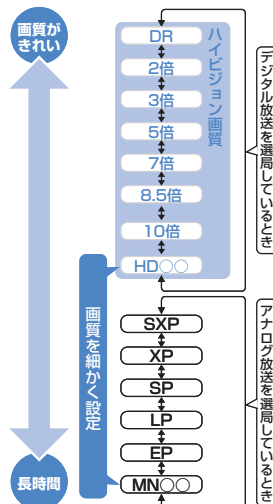 画質が
きれい
DR
2倍
3倍
5倍
7倍
8.5倍
10倍
HD○○
ハイビジョン画質
デジタル放送を選局しているとき
画質を細かく設定
SXP
XP
SP
LP
EP
MN○○
アナログ放送を選局しているとき
長時間